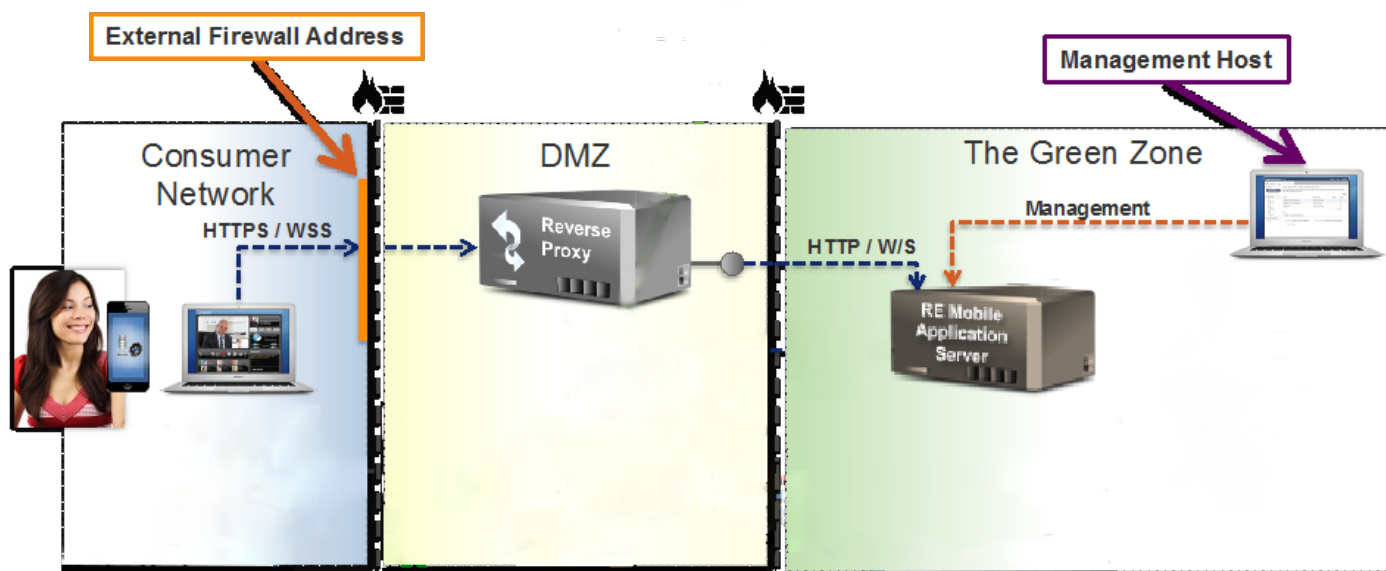 External Firewall Address
Management Host
Consumer
Network
DMZ
The Green Zone
HTTPS / WSS
Reverse
Proxy
Management
HTTP / W/S
RE Mobile
Application
Server